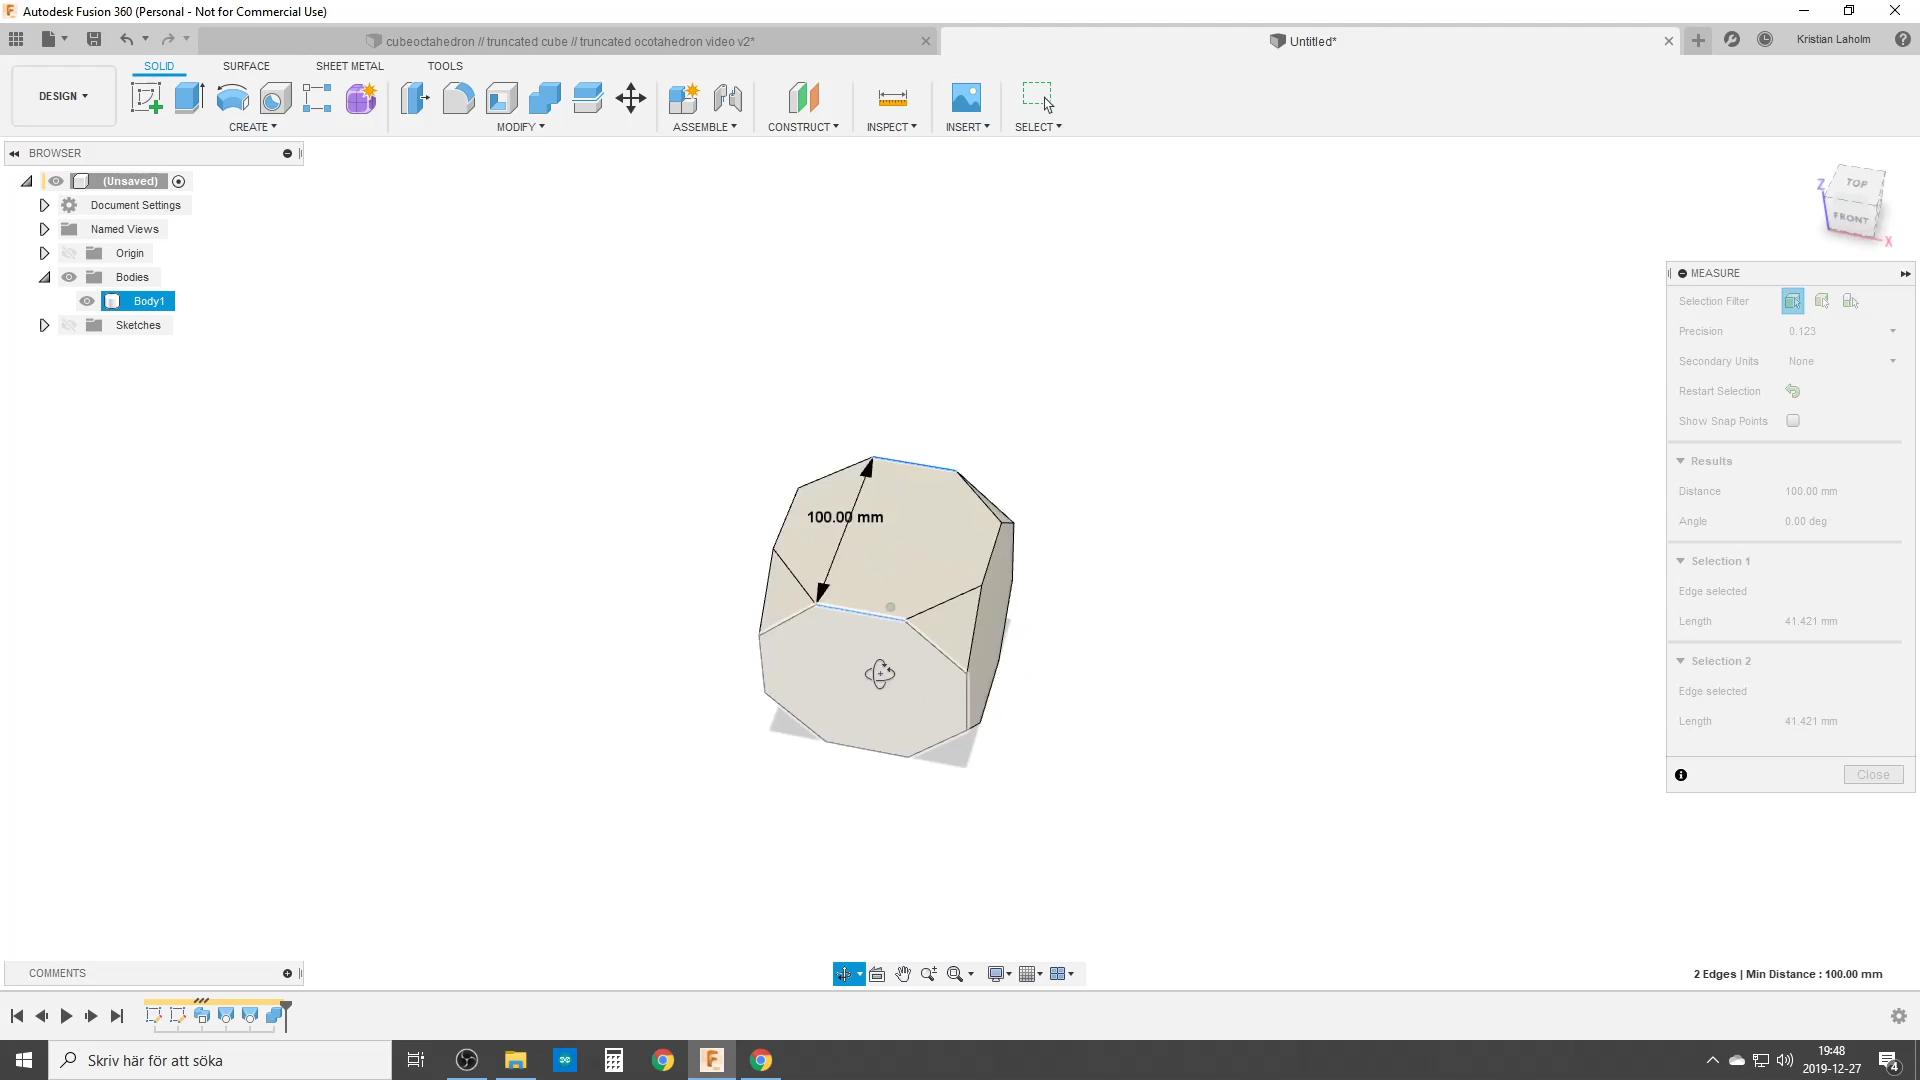 Autodesk Fusion 360 (Personal - Not for Commercial Use)
cubeoctahedron // truncated cube // truncated ocotahedron video v2*
Untitled*
Kristian Laholm
SOLID
SURFACE
SHEET METAL
TOOLS
DESIGN
CREATE
MODIFY
ASSEMBLE
CONSTRUCT
INSPECT
INSERT
SELECT
BROWSER
(Unsaved)
Document Settings
Named Views
Origin
Bodies
Body1
Sketches
TOP
FRONT
Z
X
MEASURE
Selection Filter
Precision 0.123
Secondary Units None
Restart Selection
Show Snap Points
Results
Distance 100.00 mm
Angle 0.00 deg
Selection 1
Edge selected
Length 41.421 mm
Selection 2
Edge selected
Length 41.421 mm
Close
100.00 mm
COMMENTS
2 Edges | Min Distance : 100.00 mm
Skriv här för att söka
19:48
2019-12-27
4